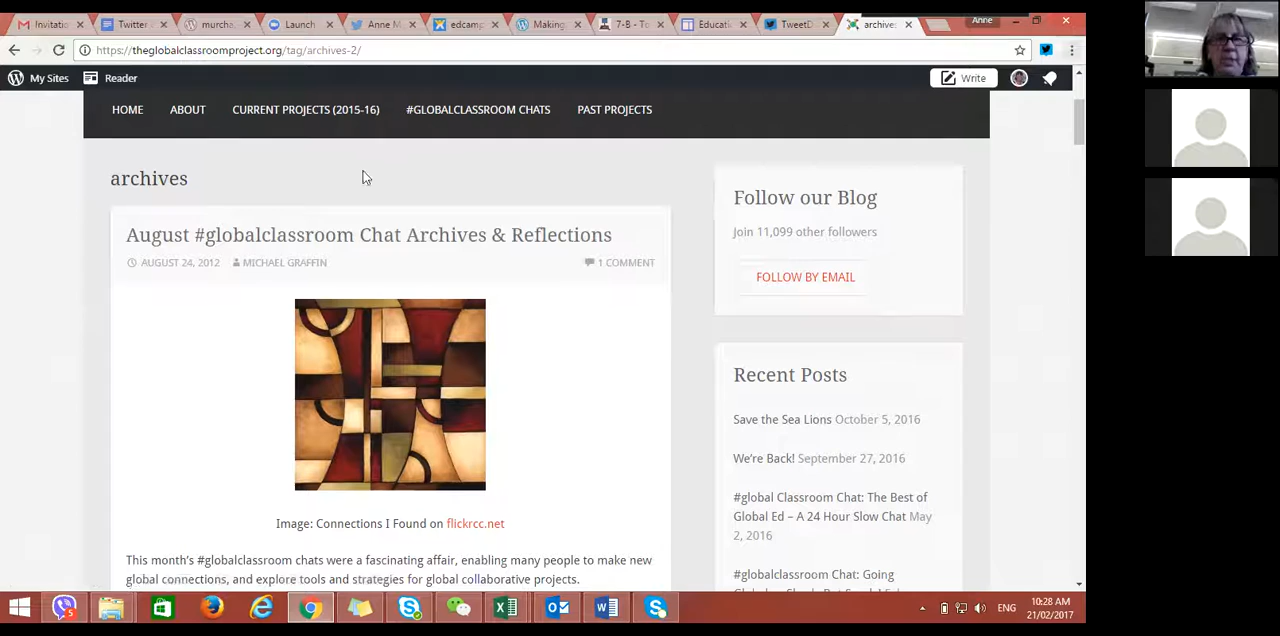 Invitatio
Twitter
murcha
Launch
Anne M
edcamp
Making
7-B - To
Educati
TweetD
archive
Anne
https://theglobalclassroomproject.org/tag/archives-2/
My Sites
Reader
Write
HOME
ABOUT
CURRENT PROJECTS (2015-16)
#GLOBALCLASSROOM CHATS
PAST PROJECTS
archives
August #globalclassroom Chat Archives & Reflections
AUGUST 24, 2012
MICHAEL GRAFFIN
1 COMMENT
Image: Connections I Found on flickrcc.net
This month's #globalclassroom chats were a fascinating affair, enabling many people to make new
global connections, and explore tools and strategies for global collaborative projects.
Follow our Blog
Join 11,099 other followers
FOLLOW BY EMAIL
Recent Posts
Save the Sea Lions October 5, 2016
We're Back! September 27, 2016
#global Classroom Chat: The Best of
Global Ed – A 24 Hour Slow Chat May
2, 2016
#globalclassroom Chat: Going
ENG
10:28 AM
21/02/2017